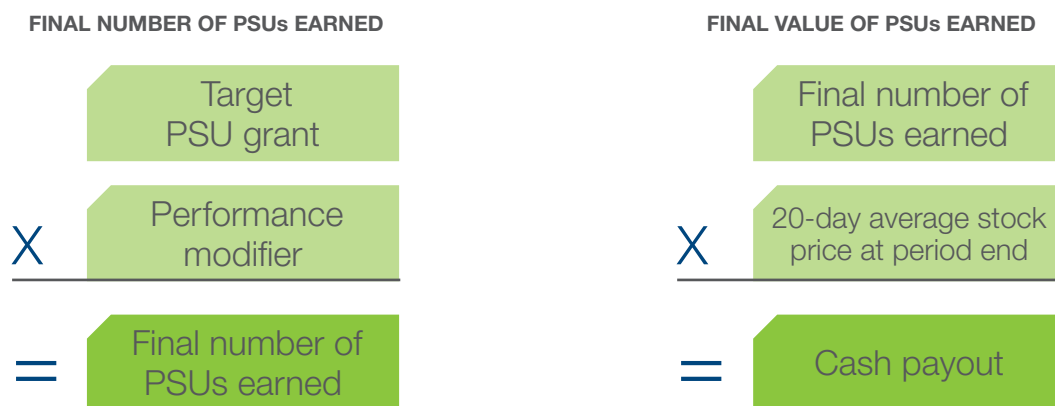 FINAL NUMBER OF PSUs EARNED
Target
PSU grant
X
Performance
modifier
=
Final number of
PSUs earned
FINAL VALUE OF PSUs EARNED
Final number of
PSUs earned
X
20-day average stock
price at period end
=
Cash payout